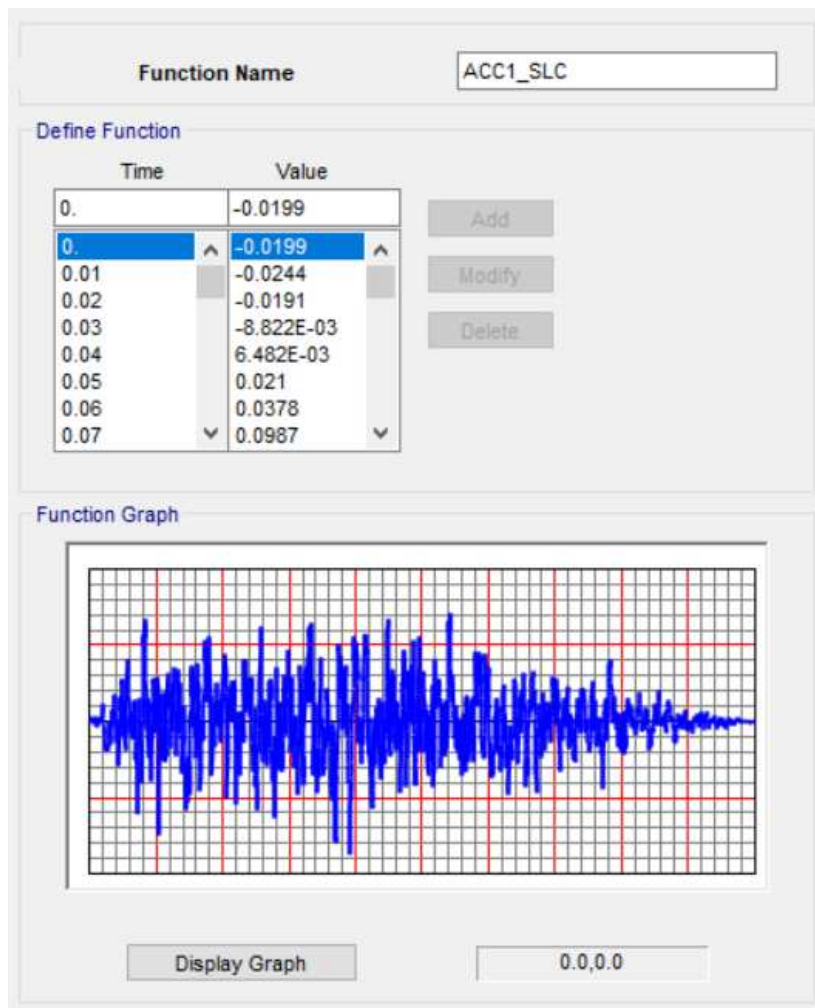 Function Name ACC1_SLC
Define Function
Time Value
0. -0.0199
0. -0.0199
0.01 -0.0244
0.02 -0.0191
0.03 -8.822E-03
0.04 6.482E-03
0.05 0.021
0.06 0.0378
0.07 0.0987
Add
Modify
Delete
Function Graph
Display Graph 0.0,0.0